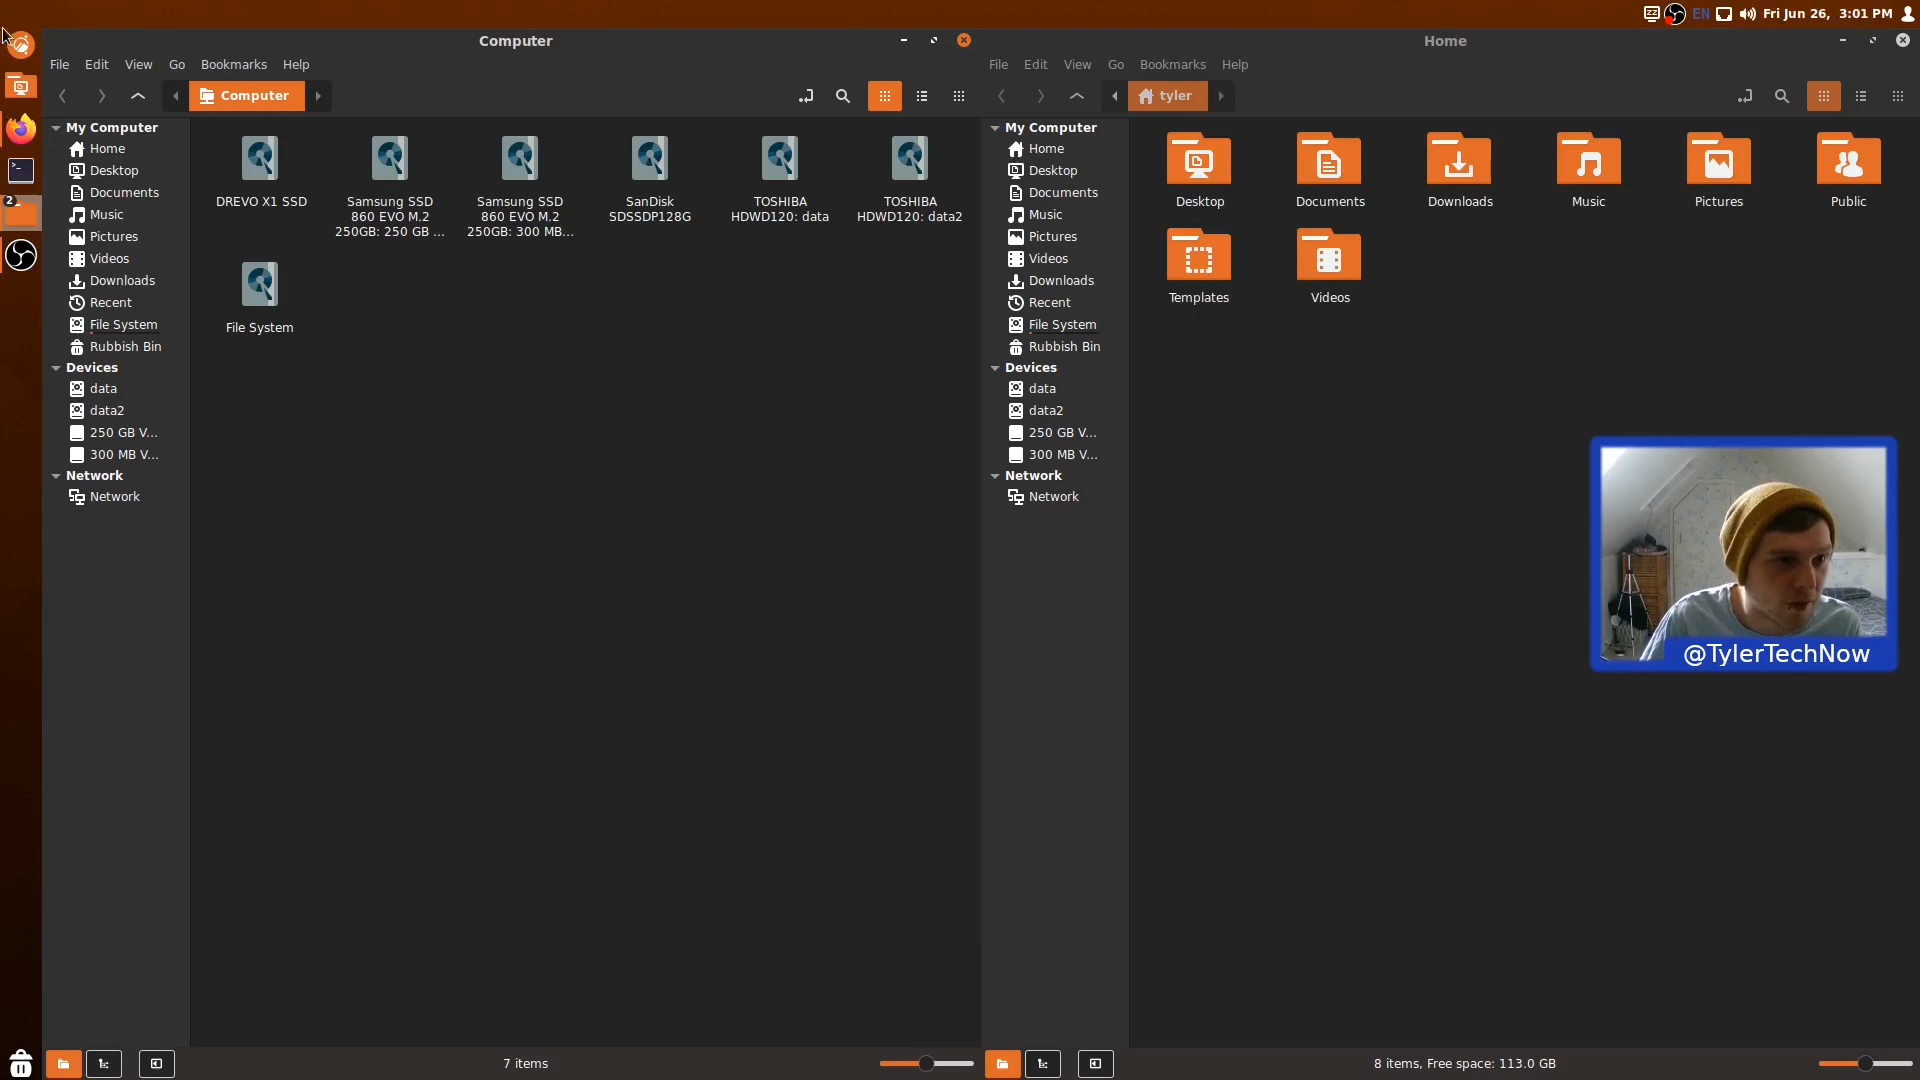 EN
Fri Jun 26, 3:01 PM
2
Computer
File Edit View Go Bookmarks Help
Computer
My Computer
Home
Desktop
Documents
Music
Pictures
Videos
Downloads
Recent
File System
Rubbish Bin
Devices
data
data2
250 GB V...
300 MB V...
Network
Network
DREVO X1 SSD
Samsung SSD
860 EVO M.2
250GB: 250 GB ...
Samsung SSD
860 EVO M.2
250GB: 300 MB...
SanDisk
SDSSDP128G
TOSHIBA
HDWD120: data
TOSHIBA
HDWD120: data2
File System
7 items
Home
File Edit View Go Bookmarks Help
tyler
My Computer
Home
Desktop
Documents
Music
Pictures
Videos
Downloads
Recent
File System
Rubbish Bin
Devices
data
data2
250 GB V...
300 MB V...
Network
Network
Desktop
Documents
Downloads
Music
Pictures
Public
Templates
Videos
@TylerTechNow
8 items, Free space: 113.0 GB